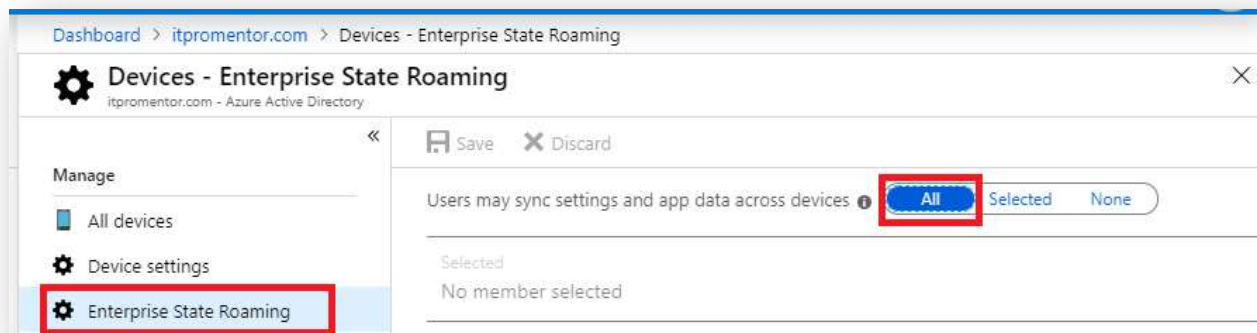 Dashboard > itpromentor.com > Devices - Enterprise State Roaming
Devices - Enterprise State Roaming
itpromentor.com - Azure Active Directory
Save Discard
Manage
Users may sync settings and app data across devices All Selected None
All devices
Device settings
Selected
Enterprise State Roaming
No member selected